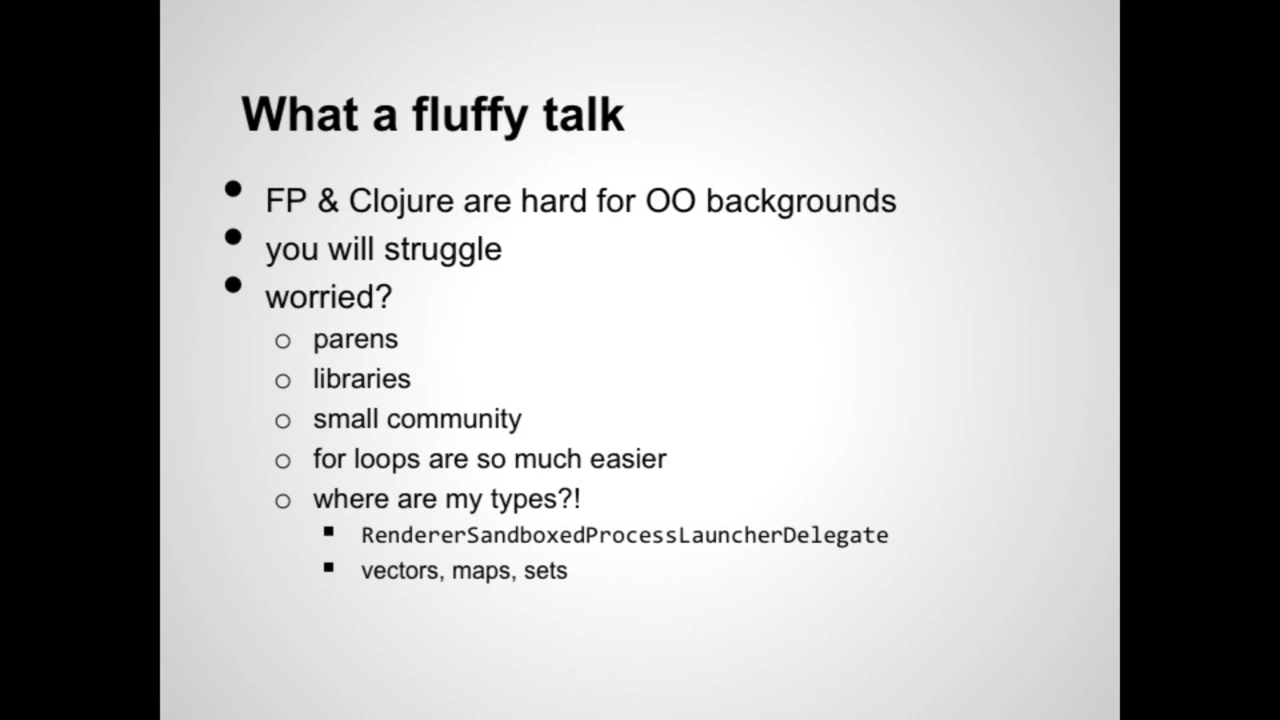 What a fluffy talk
FP & Clojure are hard for OO backgrounds
you will struggle
worried?
parens
libraries
small community
for loops are so much easier
where are my types?!
RendererSandboxedProcessLauncherDelegate
vectors, maps, sets